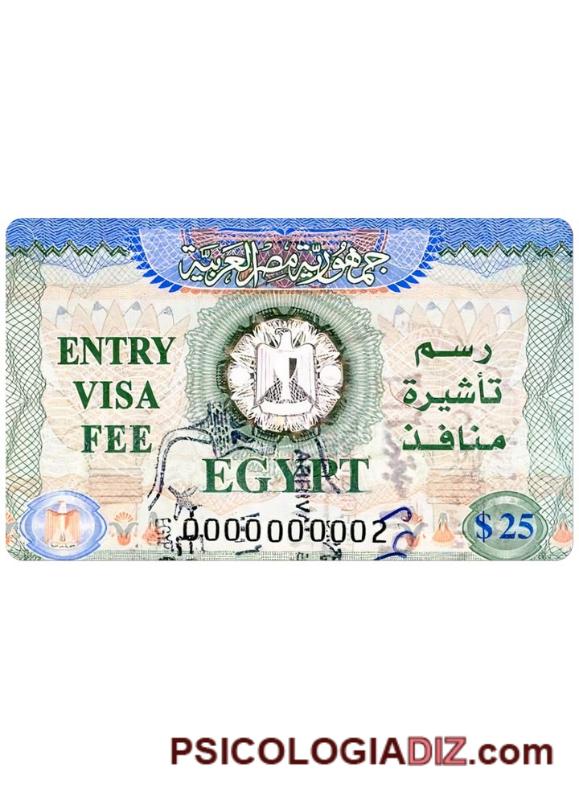 جمهورية مصر العربية
ENTRY
VISA
FEE
رسم
تأشيرة
منافذ
EGYPT
0000000002
$25
PSICOLOGIADIZ.com